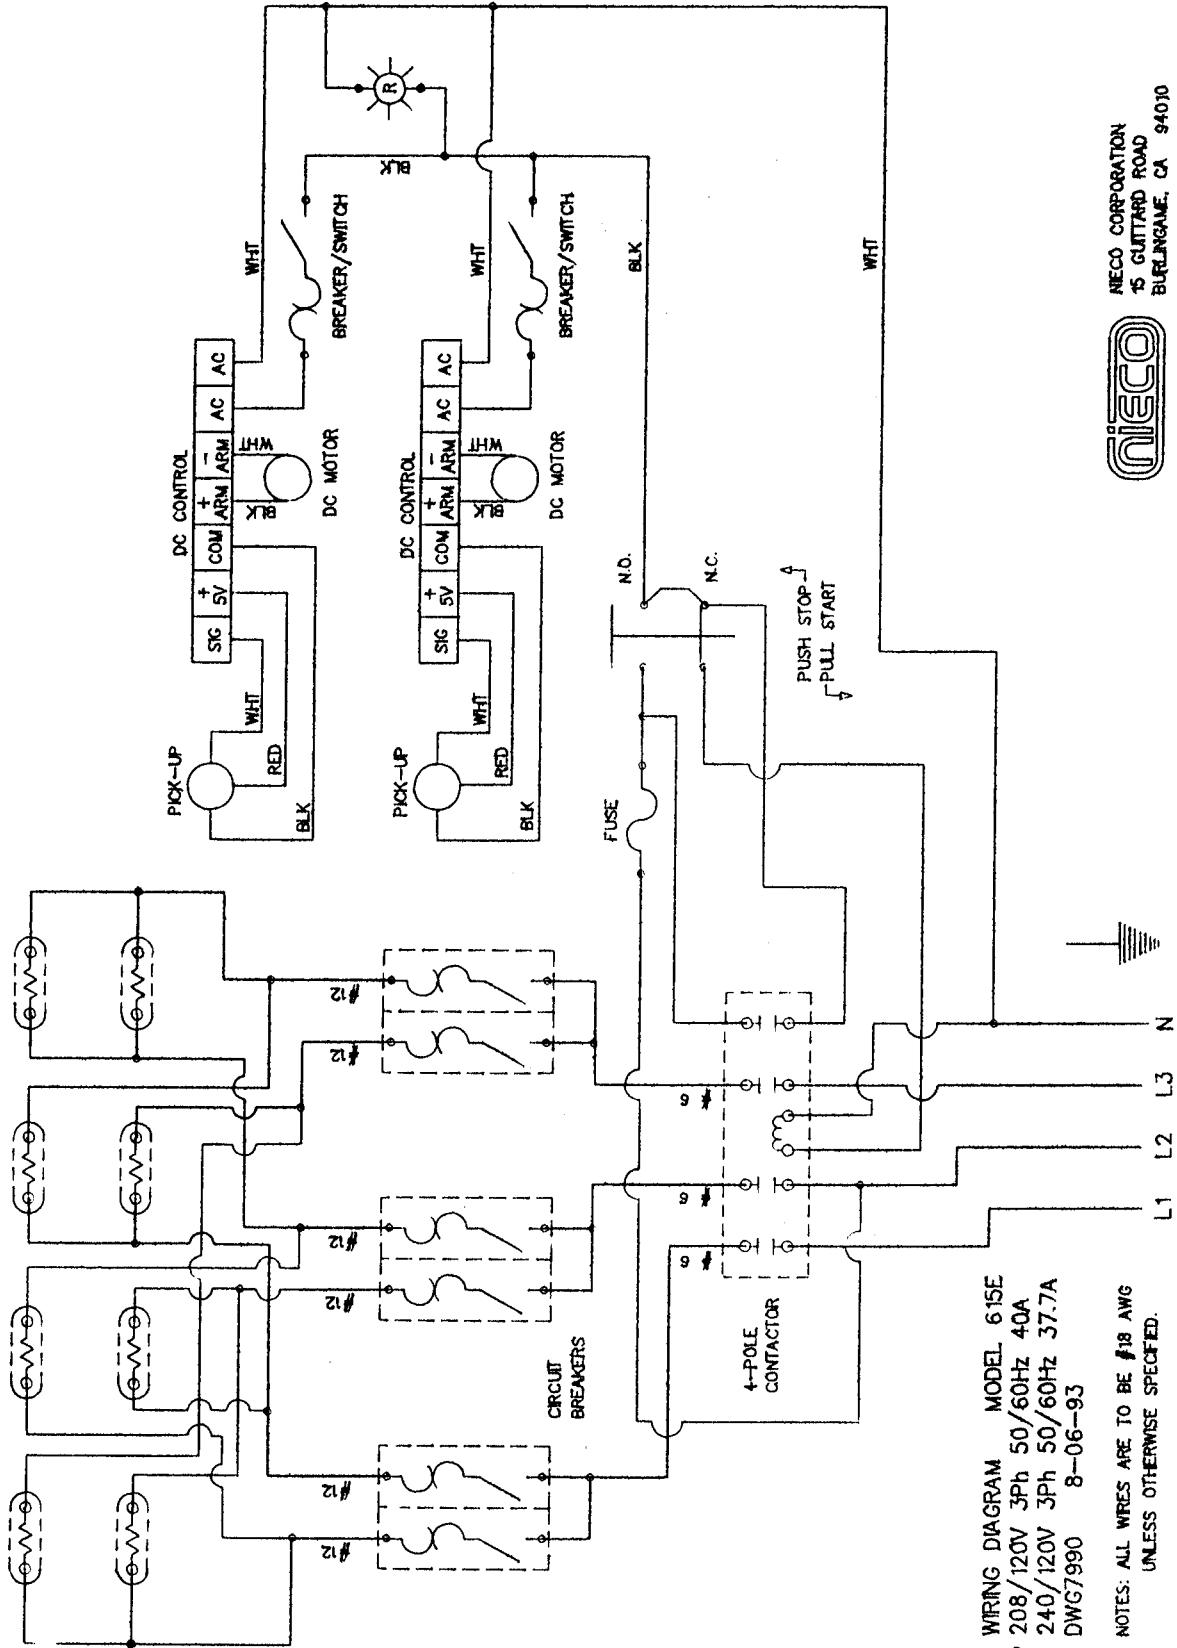 R
BLK
WHT
BREAKER/SWITCH
DC CONTROL
SIG
+ 5V
COM
+ ARM
- ARM
AC
AC
BLK
WHT
DC MOTOR
PICK-UP
WHT
RED
BLK
WHT
BREAKER/SWITCH
DC CONTROL
SIG
+ 5V
COM
+ ARM
- ARM
AC
AC
BLK
WHT
DC MOTOR
PICK-UP
WHT
RED
BLK
BLK
WHT
N.O.
N.C.
PUSH STOP
PULL START
FUSE
#12
#12
#12
#12
#12
#12
CIRCUIT
BREAKERS
# 6
# 6
# 6
4-POLE
CONTACTOR
L1
L2
L3
N
WIRING DIAGRAM MODEL 615E
208/120V 3Ph 50/60Hz 40A
240/120V 3Ph 50/60Hz 37.7A
DWG7990 8-06-93
NOTES: ALL WIRES ARE TO BE #18 AWG
UNLESS OTHERWISE SPECIFIED.
NIECO
NIECO CORPORATION
15 GUITTARD ROAD
BURLINGAME, CA 94010